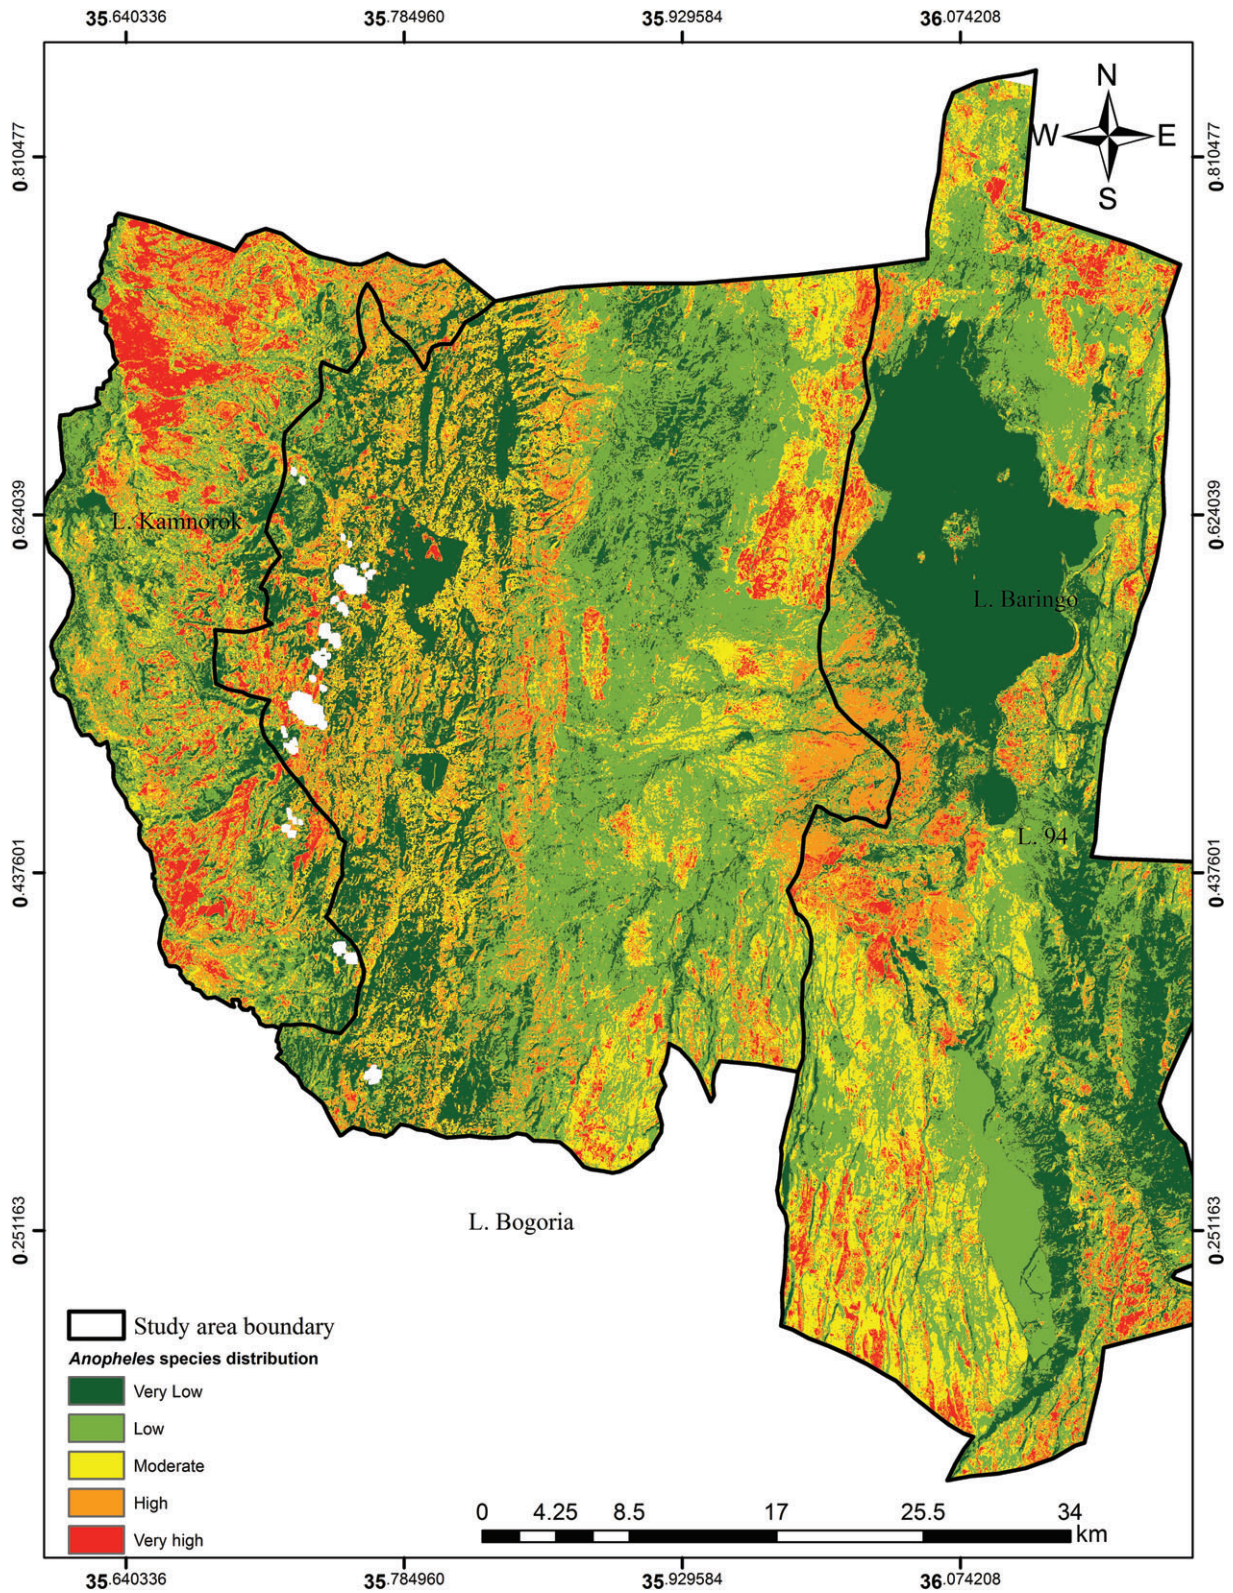 35.640336 35.784960 35.929584 36.074208
N
W E
S
0.810477 0.810477
L. Kamnorok
0.624039 0.624039
L. Baringo
L. 94
0.437601 0.437601
L. Bogoria
0.251163 0.251163
Study area boundary
Anopheles species distribution
Very Low
Low
Moderate
High
Very high
0 4.25 8.5 17 25.5 34
km
35.640336 35.784960 35.929584 36.074208